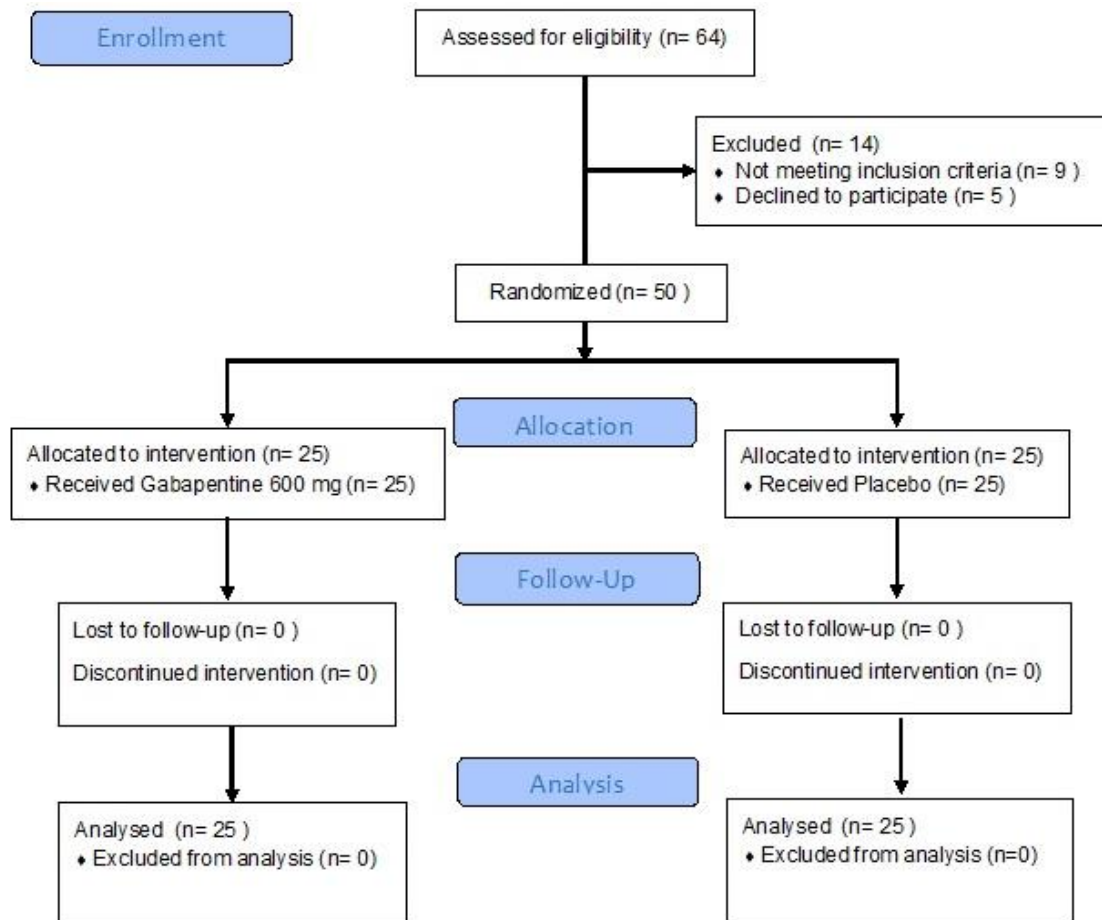 Enrollment
Assessed for eligibility (n= 64)
Excluded (n= 14)
♦ Not meeting inclusion criteria (n= 9 )
♦ Declined to participate (n= 5 )
Randomized (n= 50 )
Allocation
Allocated to intervention (n= 25)
♦ Received Gabapentine 600 mg (n= 25)
Allocated to intervention (n= 25)
♦ Received Placebo (n= 25)
Follow-Up
Lost to follow-up (n= 0 )
Discontinued intervention (n= 0)
Lost to follow-up (n= 0 )
Discontinued intervention (n= 0)
Analysis
Analysed (n= 25 )
♦ Excluded from analysis (n= 0)
Analysed (n= 25 )
♦ Excluded from analysis (n=0)